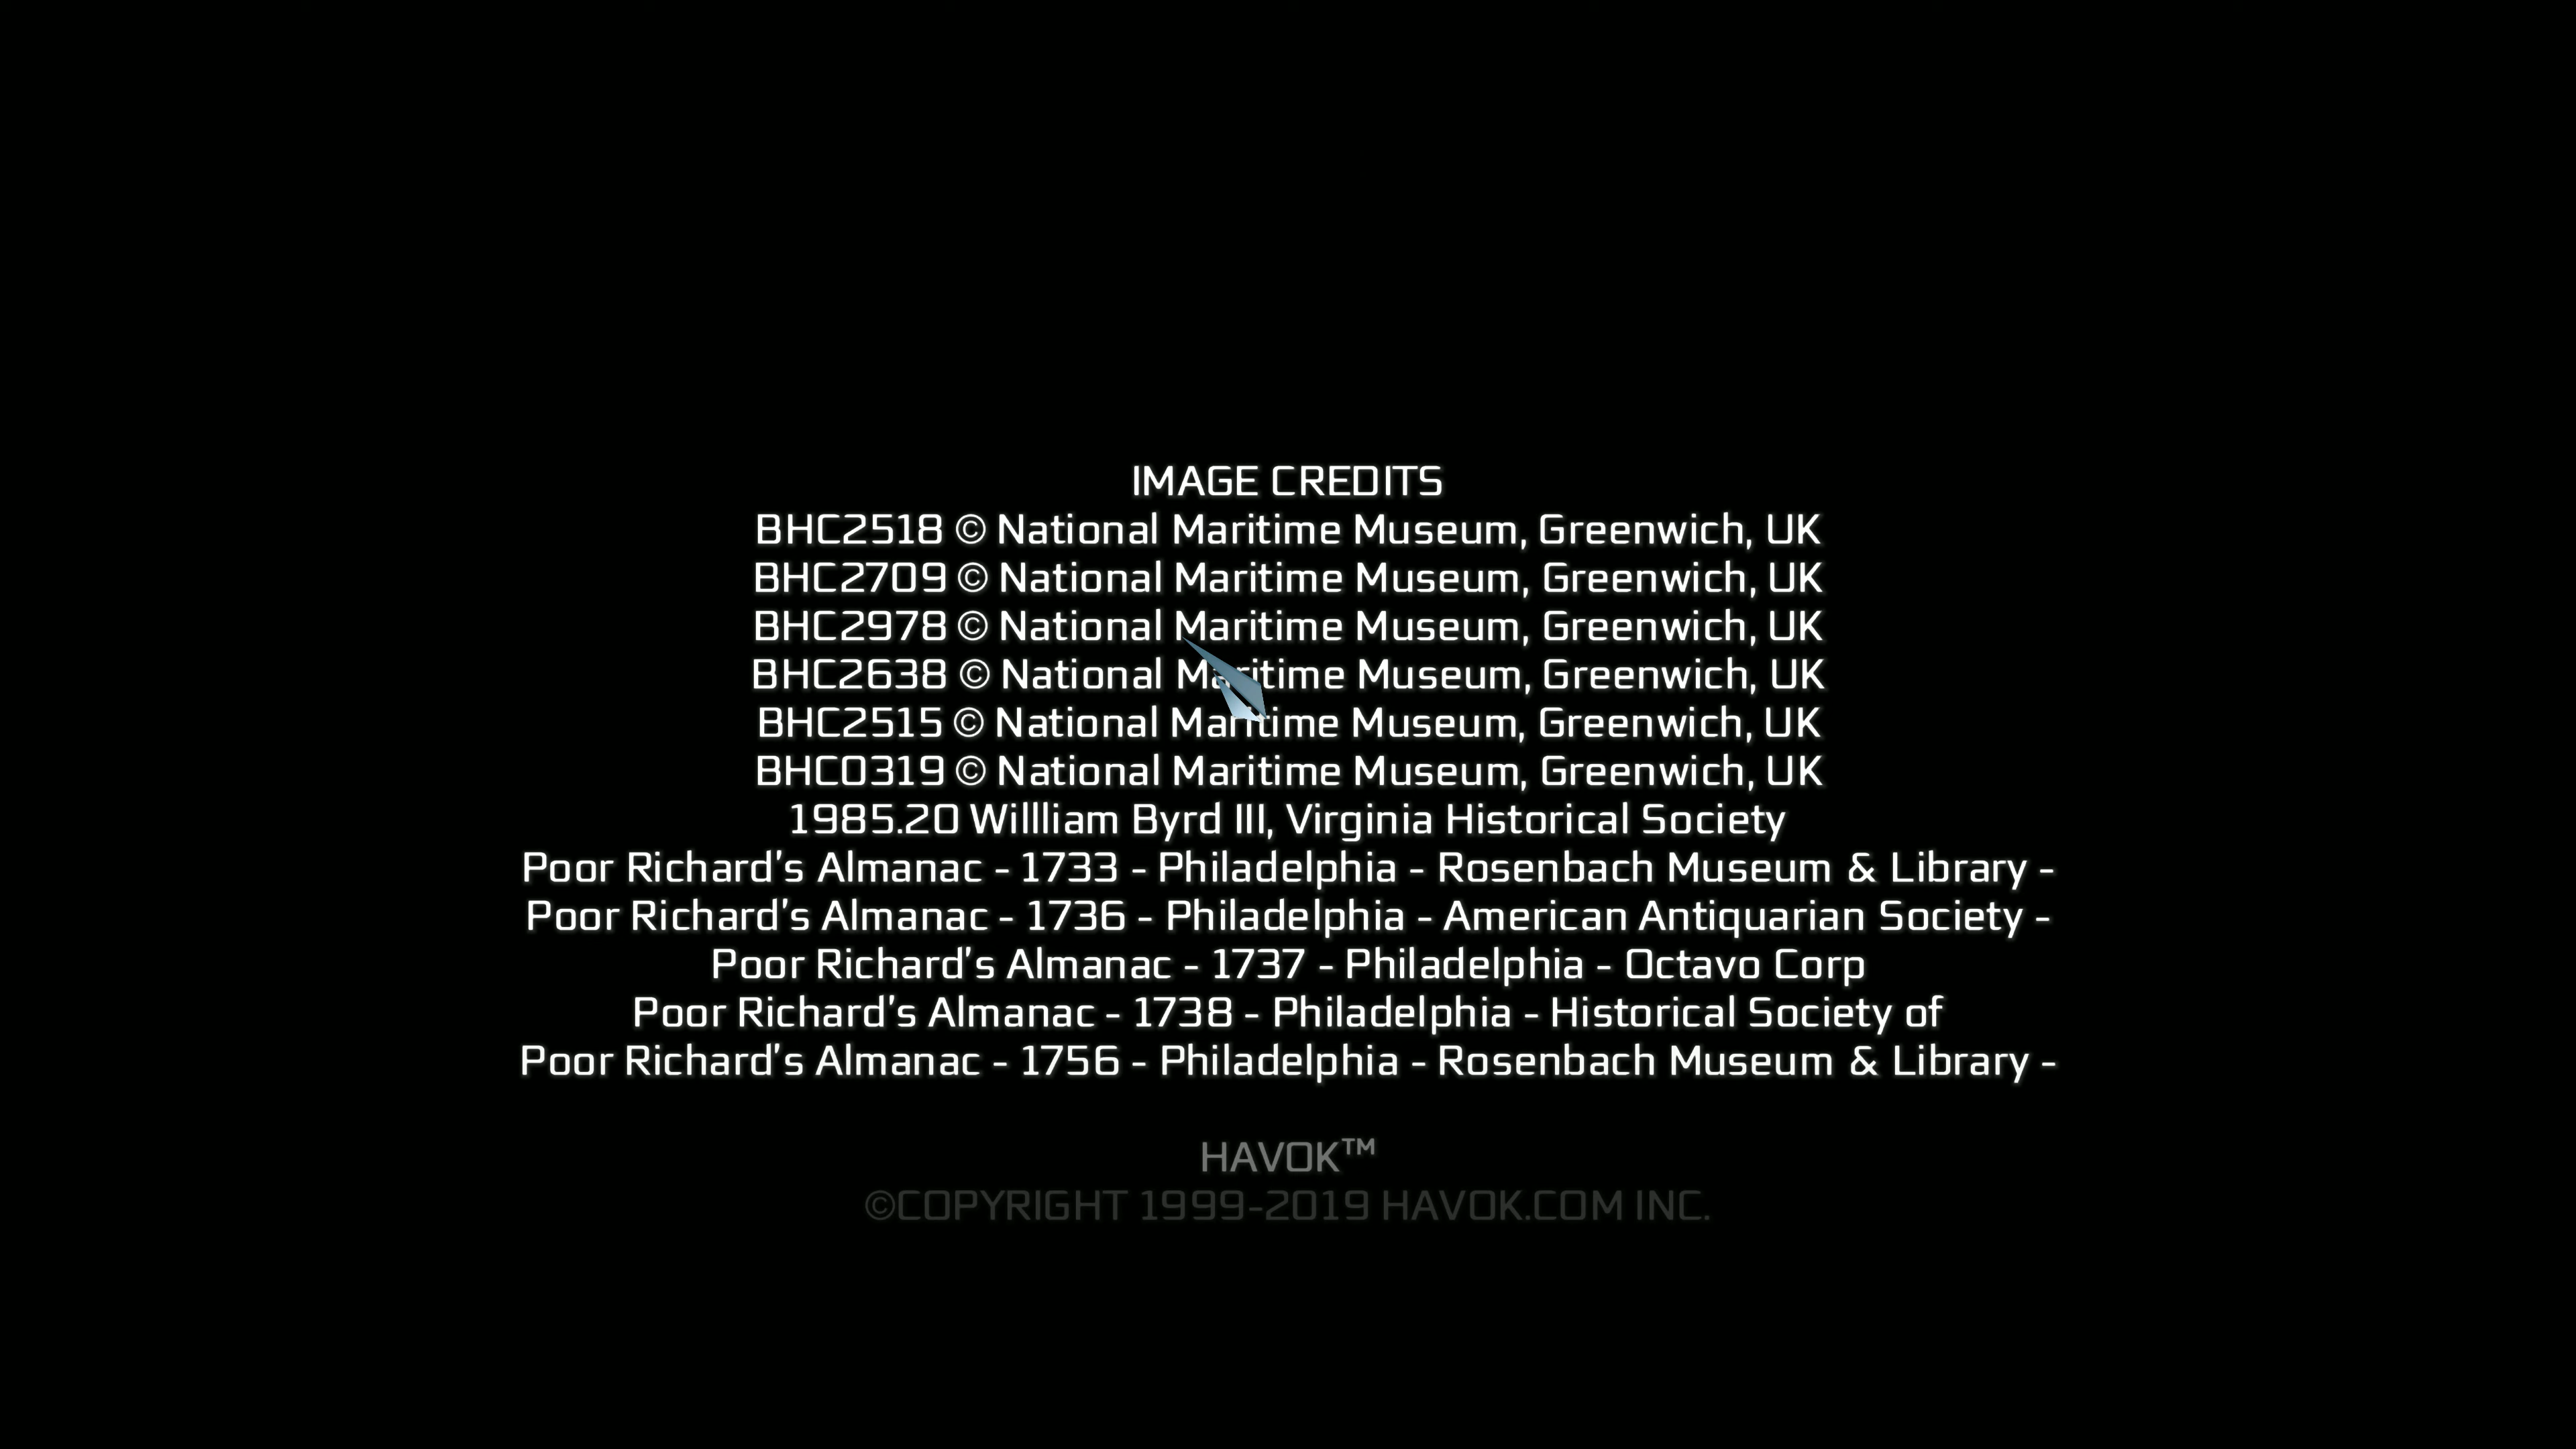 IMAGE CREDITS
BHC2518 © National Maritime Museum, Greenwich, UK
BHC2709 © National Maritime Museum, Greenwich, UK
BHC2978 © National Maritime Museum, Greenwich, UK
BHC2638 © National Maritime Museum, Greenwich, UK
BHC2515 © National Maritime Museum, Greenwich, UK
BHC0319 © National Maritime Museum, Greenwich, UK
1985.20 Willliam Byrd III, Virginia Historical Society
Poor Richard's Almanac - 1733 - Philadelphia - Rosenbach Museum & Library -
Poor Richard's Almanac - 1736 - Philadelphia - American Antiquarian Society -
Poor Richard's Almanac - 1737 - Philadelphia - Octavo Corp
Poor Richard's Almanac - 1738 - Philadelphia - Historical Society of
Poor Richard's Almanac - 1756 - Philadelphia - Rosenbach Museum & Library -
HAVOK™
©COPYRIGHT 1999-2019 HAVOK.COM INC.